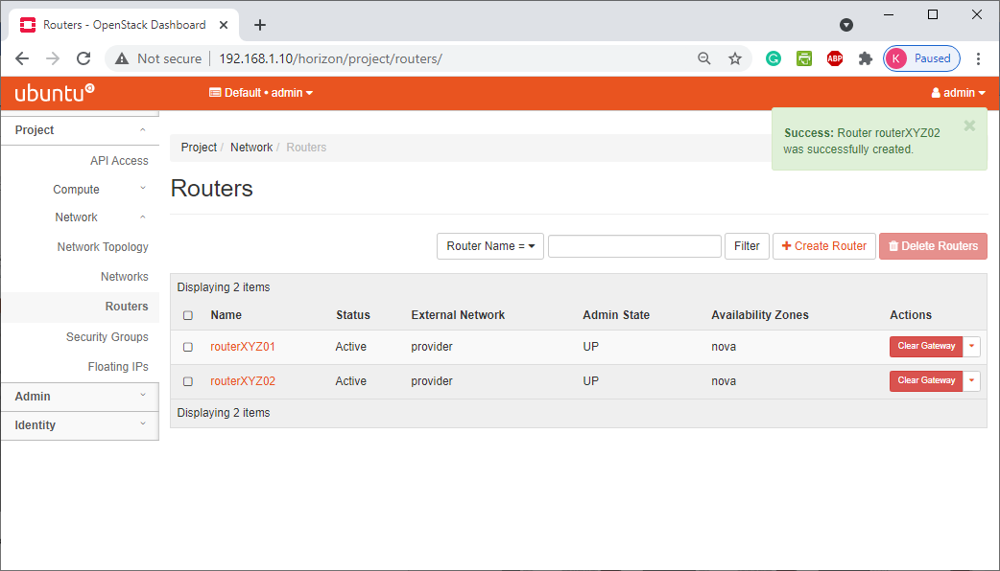 Routers - OpenStack Dashboard
Not secure
192.168.1.10/horizon/project/routers/
ABP
K Paused
ubuntu
Default • admin
admin
Project
API Access
Compute
Network
Network Topology
Networks
Routers
Security Groups
Floating IPs
Admin
Identity
Project / Network / Routers
Success: Router routerXYZ02
was successfully created.
Routers
Router Name =
Filter
Create Router
Delete Routers
Displaying 2 items
Name Status External Network Admin State Availability Zones Actions
routerXYZ01 Active provider UP nova Clear Gateway
routerXYZ02 Active provider UP nova Clear Gateway
Displaying 2 items